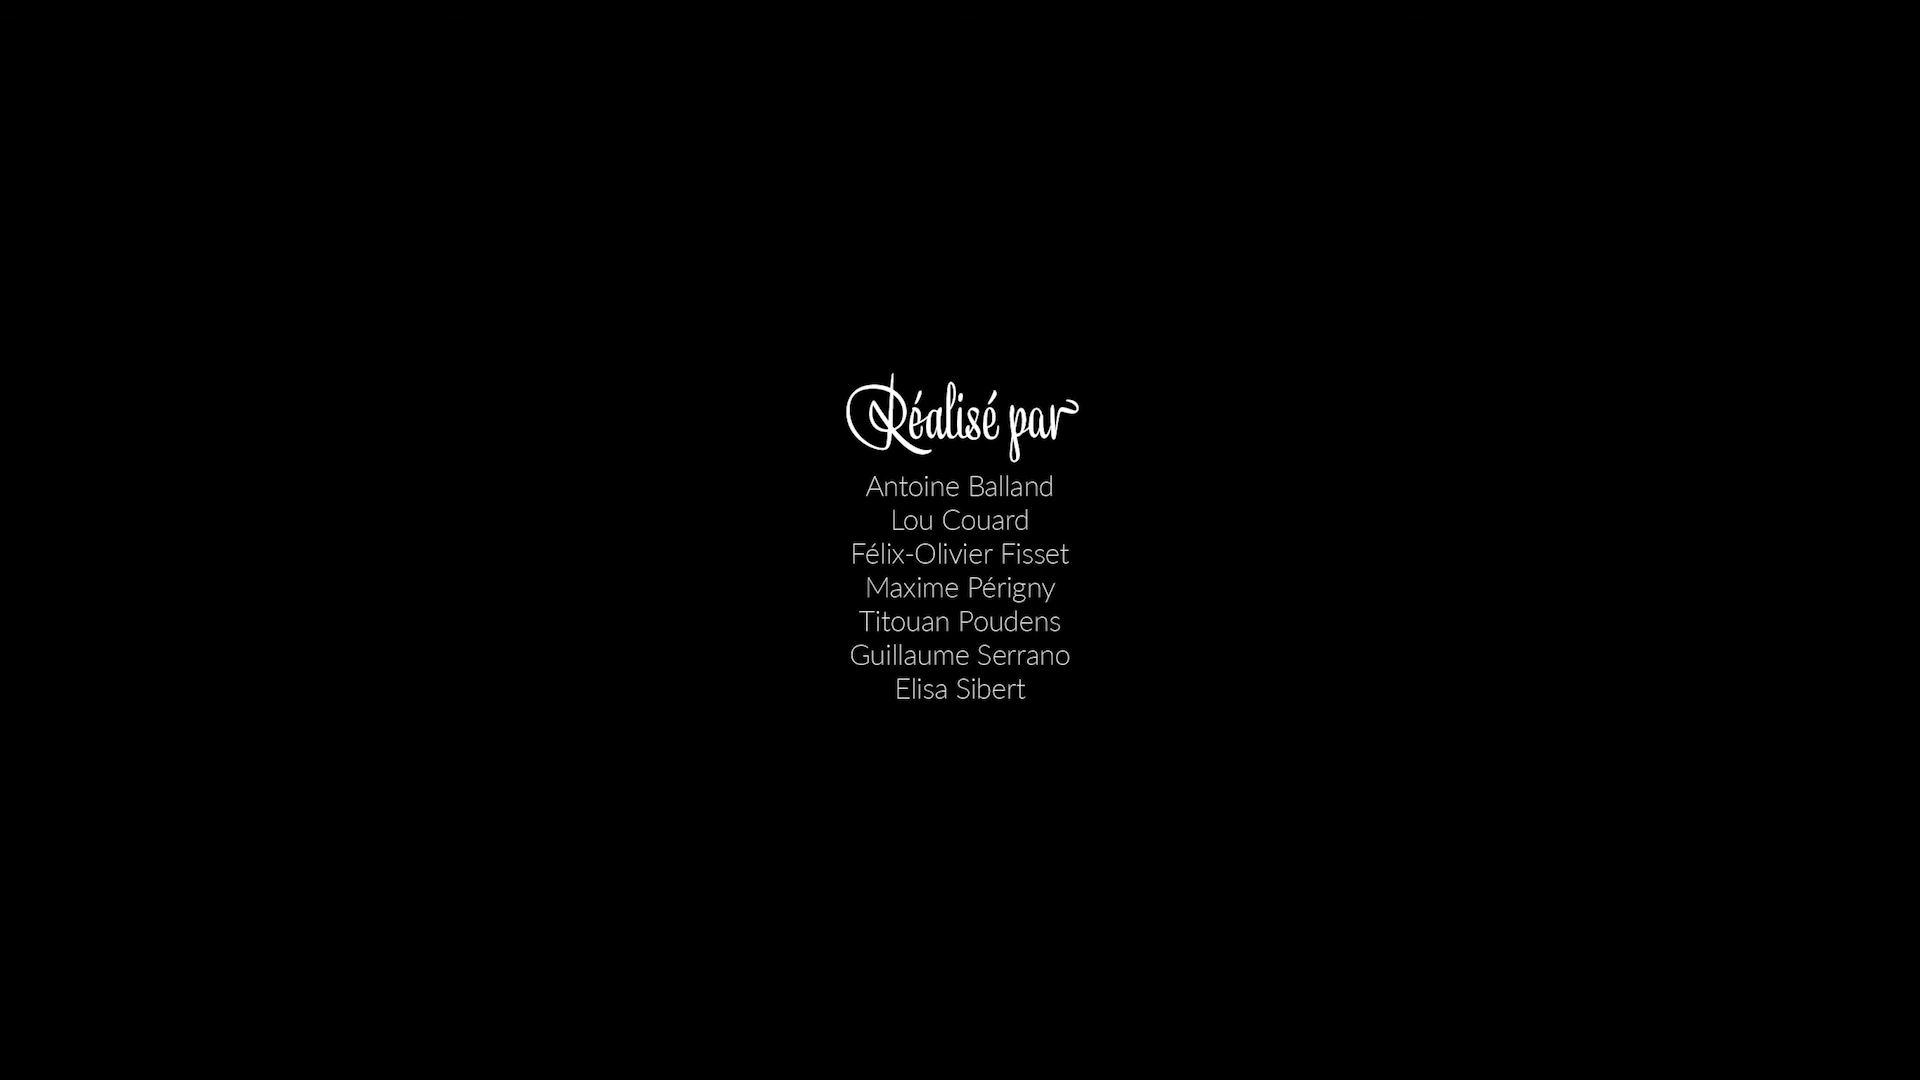 Réalisé par
Antoine Balland
Lou Couard
Félix-Olivier Fisset
Maxime Périgny
Titouan Poudens
Guillaume Serrano
Elisa Sibert